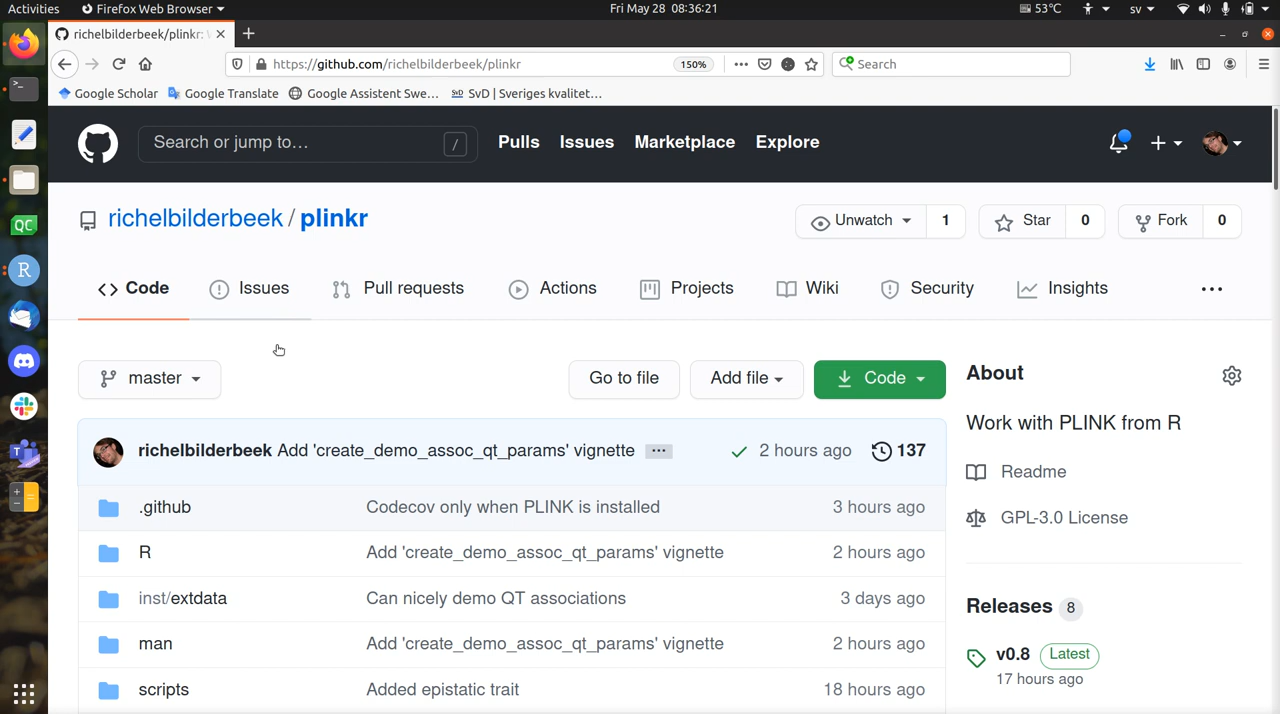 Activities Firefox Web Browser Fri May 28 08:36:21 53°C sv
richelbilderbeek/plinkr:
https://github.com/richelbilderbeek/plinkr 150% Search
Google Scholar Google Translate Google Assistent Swe… SvD | Sveriges kvalitet…
Search or jump to… / Pulls Issues Marketplace Explore
richelbilderbeek / plinkr Unwatch 1 Star 0 Fork 0
Code Issues Pull requests Actions Projects Wiki Security Insights
master Go to file Add file Code About
Work with PLINK from R
richelbilderbeek Add 'create_demo_assoc_qt_params' vignette 2 hours ago 137
Readme
.github Codecov only when PLINK is installed 3 hours ago
GPL-3.0 License
R Add 'create_demo_assoc_qt_params' vignette 2 hours ago
inst/extdata Can nicely demo QT associations 3 days ago
Releases 8
man Add 'create_demo_assoc_qt_params' vignette 2 hours ago
v0.8 Latest
17 hours ago
scripts Added epistatic trait 18 hours ago